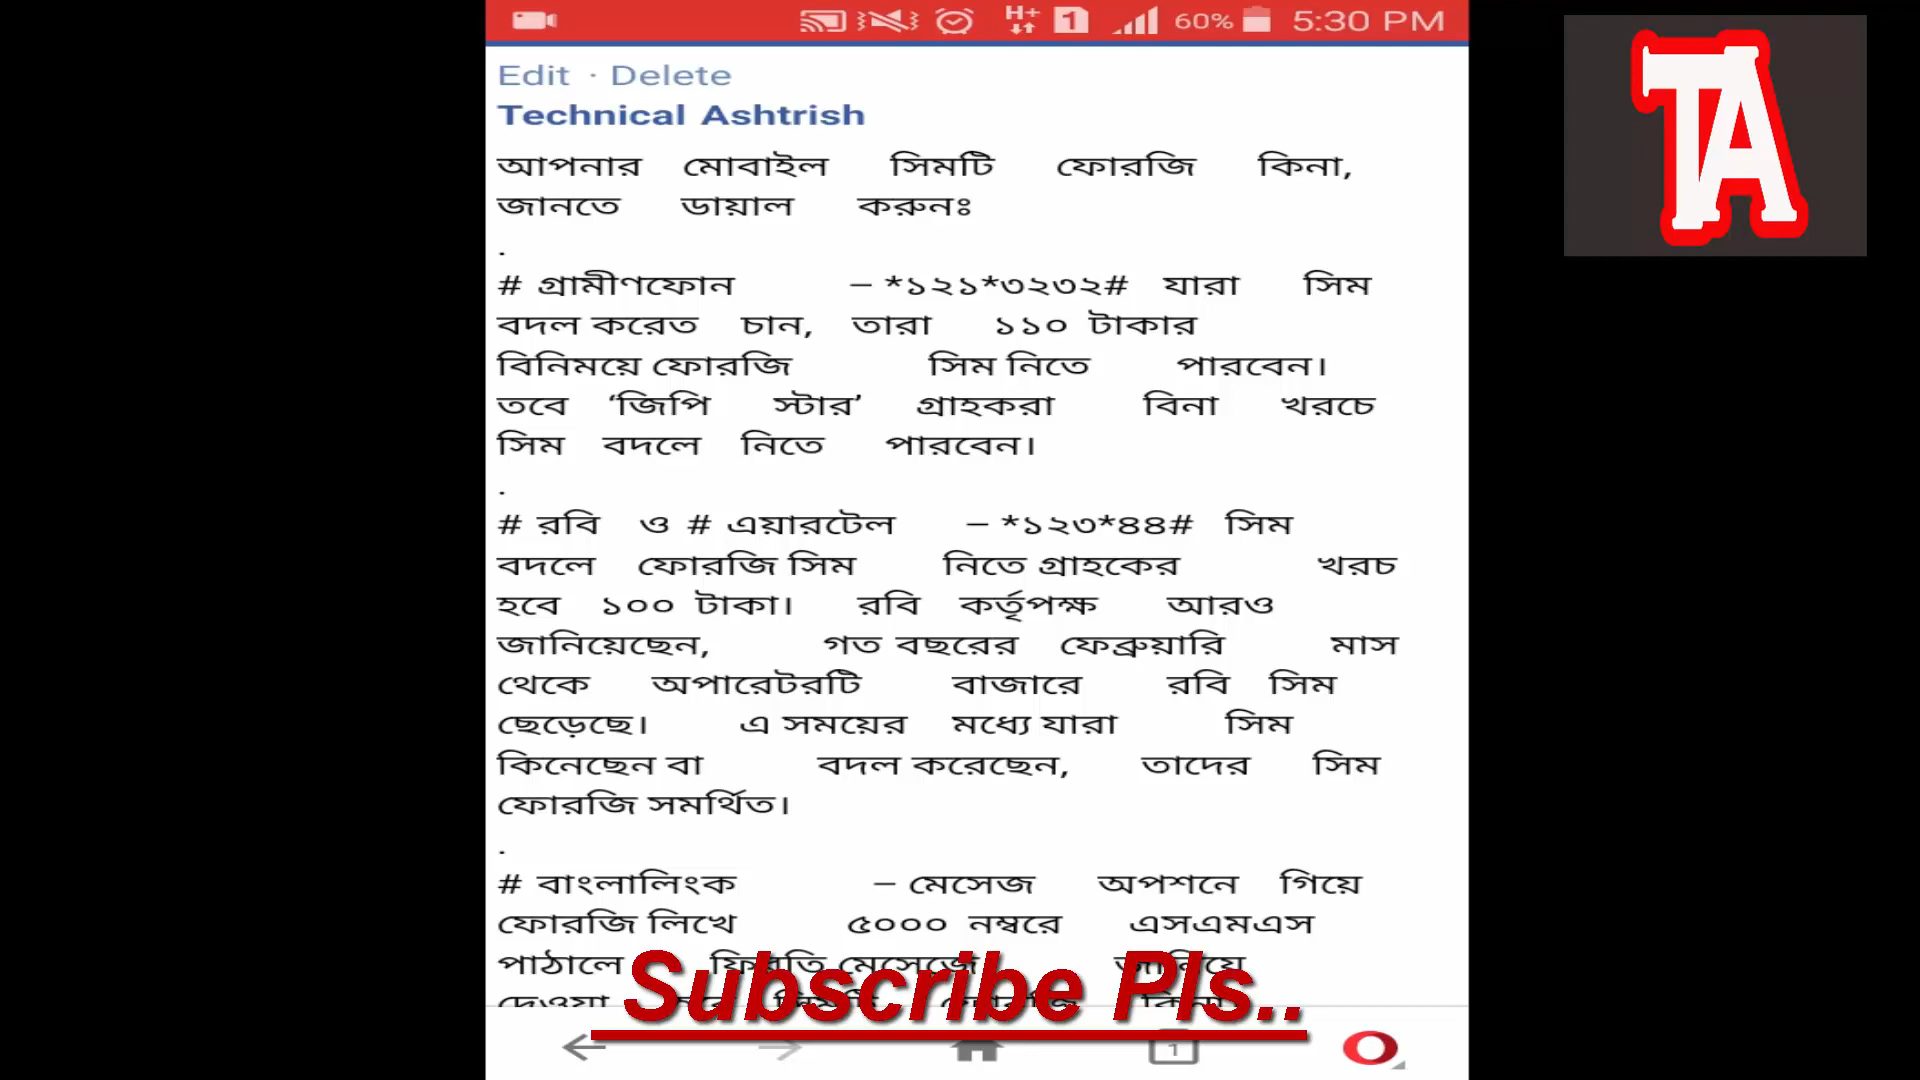 H+ 1 60% 5:30 PM
TA
Edit · Delete
Technical Ashtrish
আপনার মোবাইল সিমটি ফোরজি কিনা,
জানতে ডায়াল করুনঃ
.
# গ্রামীণফোন – *১২১*৩২৩২# যারা সিম
বদল করেত চান, তারা ১১০ টাকার
বিনিময়ে ফোরজি সিম নিতে পারবেন।
তবে ‘জিপি স্টার’ গ্রাহকরা বিনা খরচে
সিম বদলে নিতে পারবেন।
.
# রবি ও # এয়ারটেল – *১২৩*৪৪# সিম
বদলে ফোরজি সিম নিতে গ্রাহকের খরচ
হবে ১০০ টাকা। রবি কর্তৃপক্ষ আরও
জানিয়েছেন, গত বছরের ফেব্রুয়ারি মাস
থেকে অপারেটরটি বাজারে রবি সিম
ছেড়েছে। এ সময়ের মধ্যে যারা সিম
কিনেছেন বা বদল করেছেন, তাদের সিম
ফোরজি সমর্থিত।
.
# বাংলালিংক – মেসেজ অপশনে গিয়ে
ফোরজি লিখে ৫০০০ নম্বরে এসএমএস
পাঠালে ফিরতি মেসেজে জানিয়ে
Subscribe Pls..
1